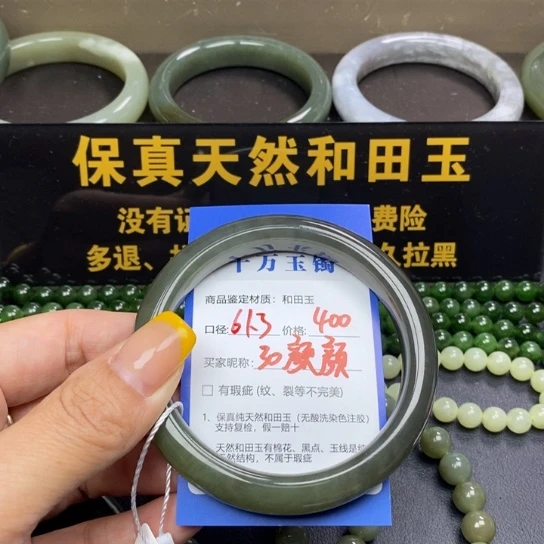 保真天然和田玉
没有证 费险
多退、 久拉黑
千方玉镯
商品鉴定材质：和田玉
口径：61.3 价格：400
买家昵称：
□ 有瑕疵（纹、裂等不完美）
1、保真纯天然和田玉（无酸洗染色注胶）
支持复检，假一赔十
天然和田玉有棉花、黑点、玉线是
天然结构，不属于瑕疵